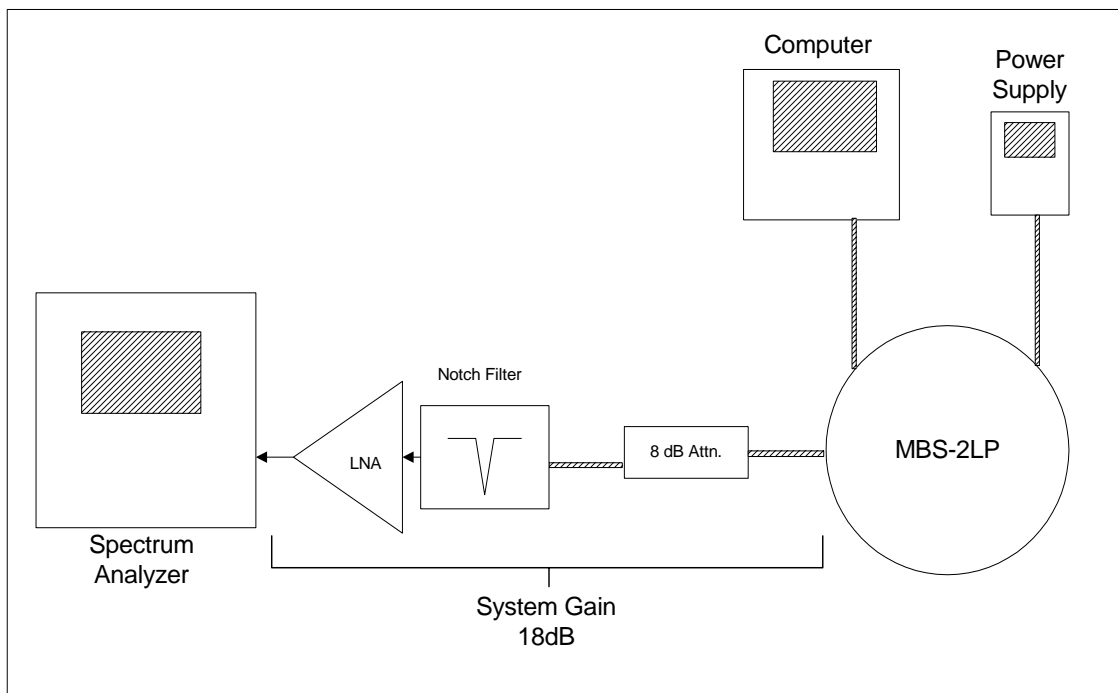 Computer
Power
Supply
Notch Filter
LNA
8 dB Attn.
MBS-2LP
Spectrum
Analyzer
System Gain
18dB